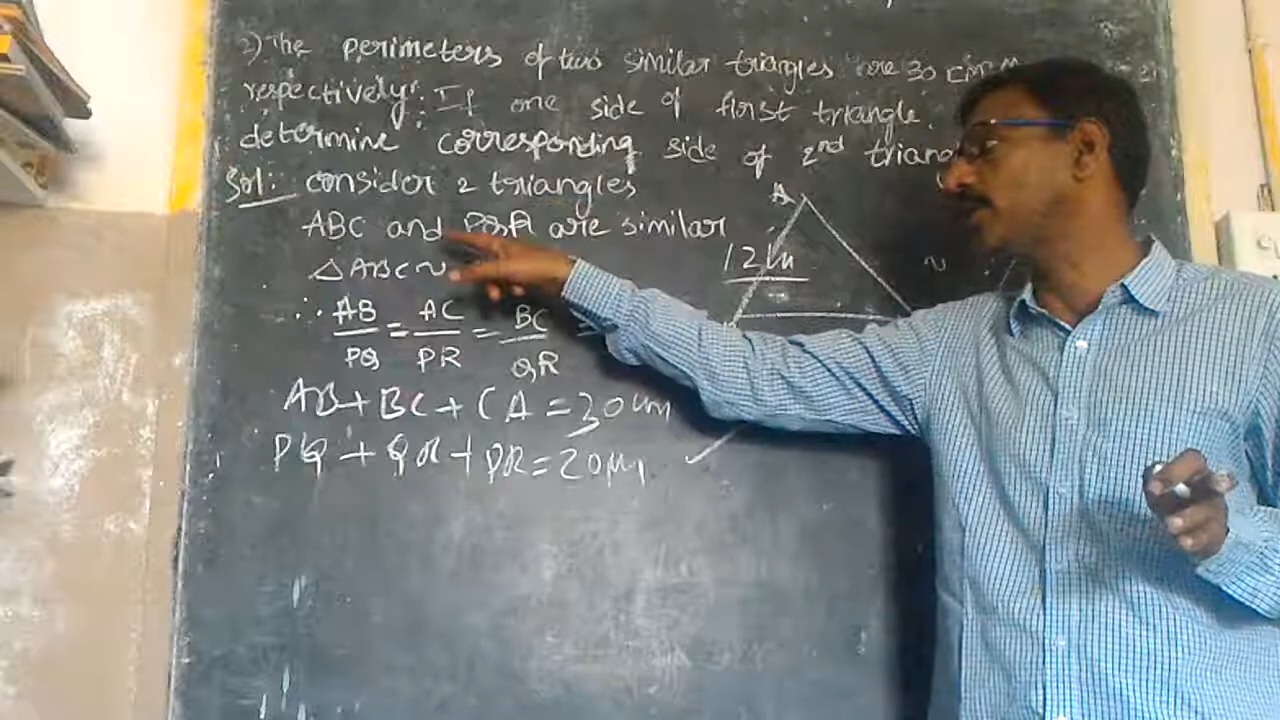 2) The perimeters of two similar triangles are 30 cm
respectively. If one side of first triangle
determine corresponding side of 2nd
Sol: consider 2 triangles
ABC and are similar
A
△ABC ~
12 cm
~
∴ AB/PQ = AC/PR = BC/QR =
AB + BC + CA = 30 cm
PQ + QR + PR = 20 cm